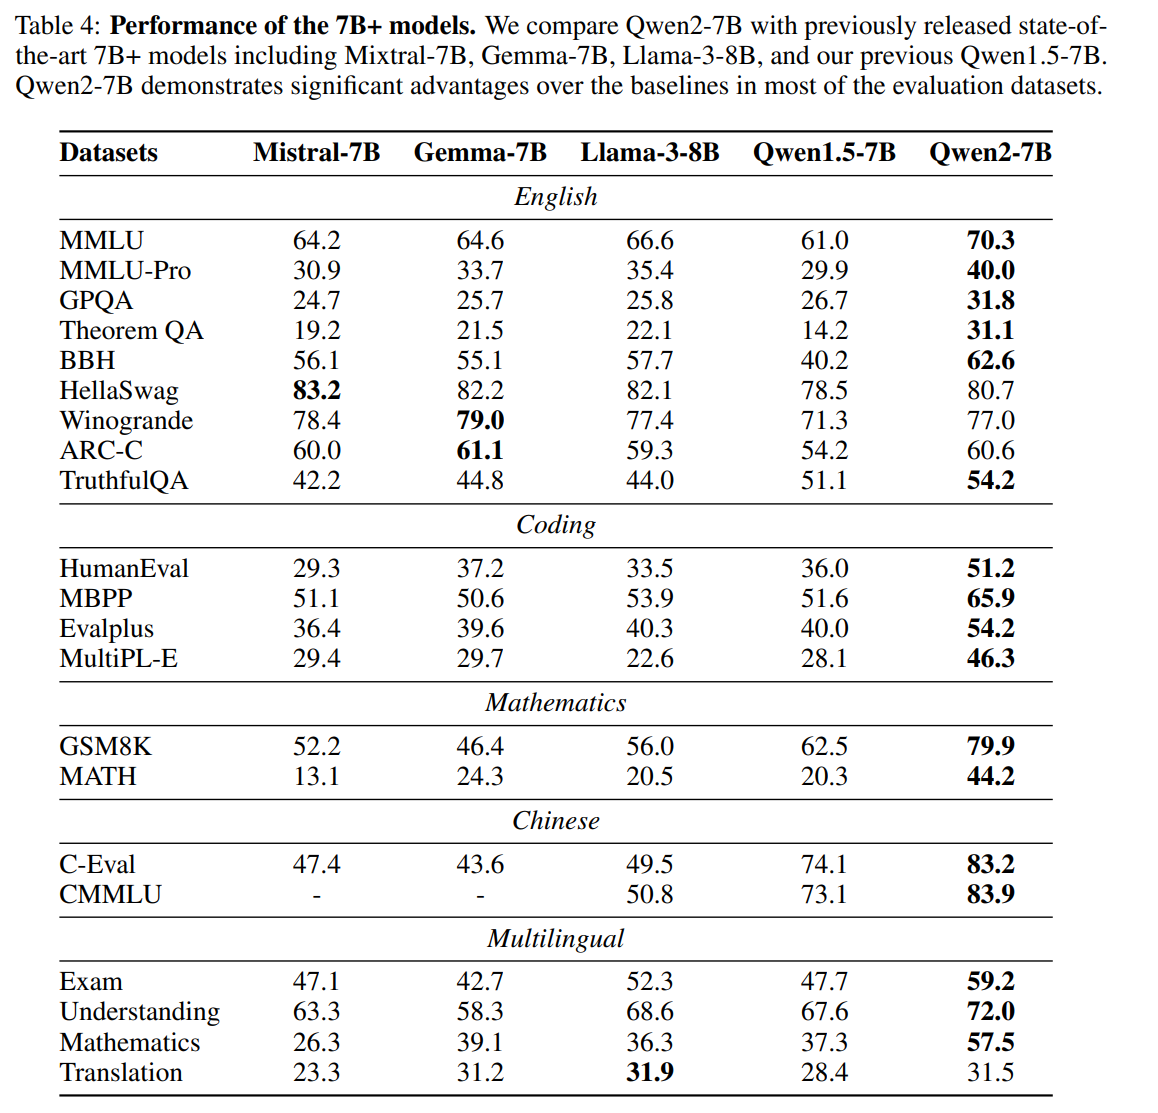 Table 4: Performance of the 7B+ models. We compare Qwen2-7B with previously released state-of-
the-art 7B+ models including Mixtral-7B, Gemma-7B, Llama-3-8B, and our previous Qwen1.5-7B.
Qwen2-7B demonstrates significant advantages over the baselines in most of the evaluation datasets.
Datasets Mistral-7B Gemma-7B Llama-3-8B Qwen1.5-7B Qwen2-7B
English
MMLU 64.2 64.6 66.6 61.0 70.3
MMLU-Pro 30.9 33.7 35.4 29.9 40.0
GPQA 24.7 25.7 25.8 26.7 31.8
Theorem QA 19.2 21.5 22.1 14.2 31.1
BBH 56.1 55.1 57.7 40.2 62.6
HellaSwag 83.2 82.2 82.1 78.5 80.7
Winogrande 78.4 79.0 77.4 71.3 77.0
ARC-C 60.0 61.1 59.3 54.2 60.6
TruthfulQA 42.2 44.8 44.0 51.1 54.2
Coding
HumanEval 29.3 37.2 33.5 36.0 51.2
MBPP 51.1 50.6 53.9 51.6 65.9
Evalplus 36.4 39.6 40.3 40.0 54.2
MultiPL-E 29.4 29.7 22.6 28.1 46.3
Mathematics
GSM8K 52.2 46.4 56.0 62.5 79.9
MATH 13.1 24.3 20.5 20.3 44.2
Chinese
C-Eval 47.4 43.6 49.5 74.1 83.2
CMMLU - - 50.8 73.1 83.9
Multilingual
Exam 47.1 42.7 52.3 47.7 59.2
Understanding 63.3 58.3 68.6 67.6 72.0
Mathematics 26.3 39.1 36.3 37.3 57.5
Translation 23.3 31.2 31.9 28.4 31.5